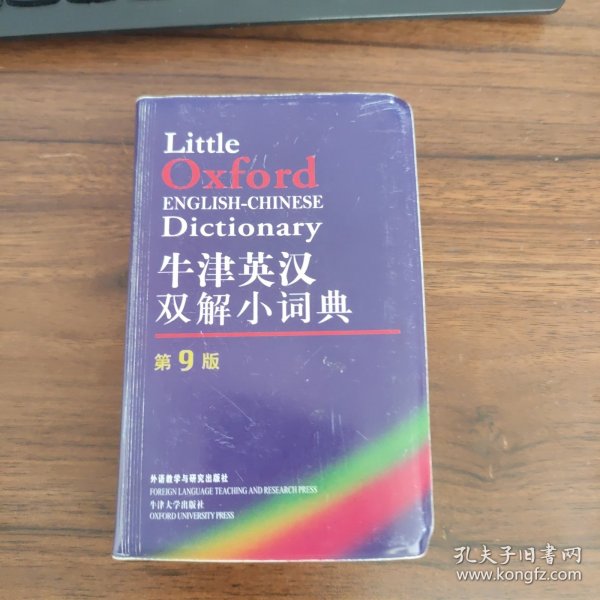 Little
Oxford
ENGLISH-CHINESE
Dictionary
牛津英汉
双解小词典
第9版
外语教学与研究出版社
FOREIGN LANGUAGE TEACHING AND RESEARCH PRESS
牛津大学出版社
OXFORD UNIVERSITY PRESS
孔夫子旧书网
www.kongfz.com